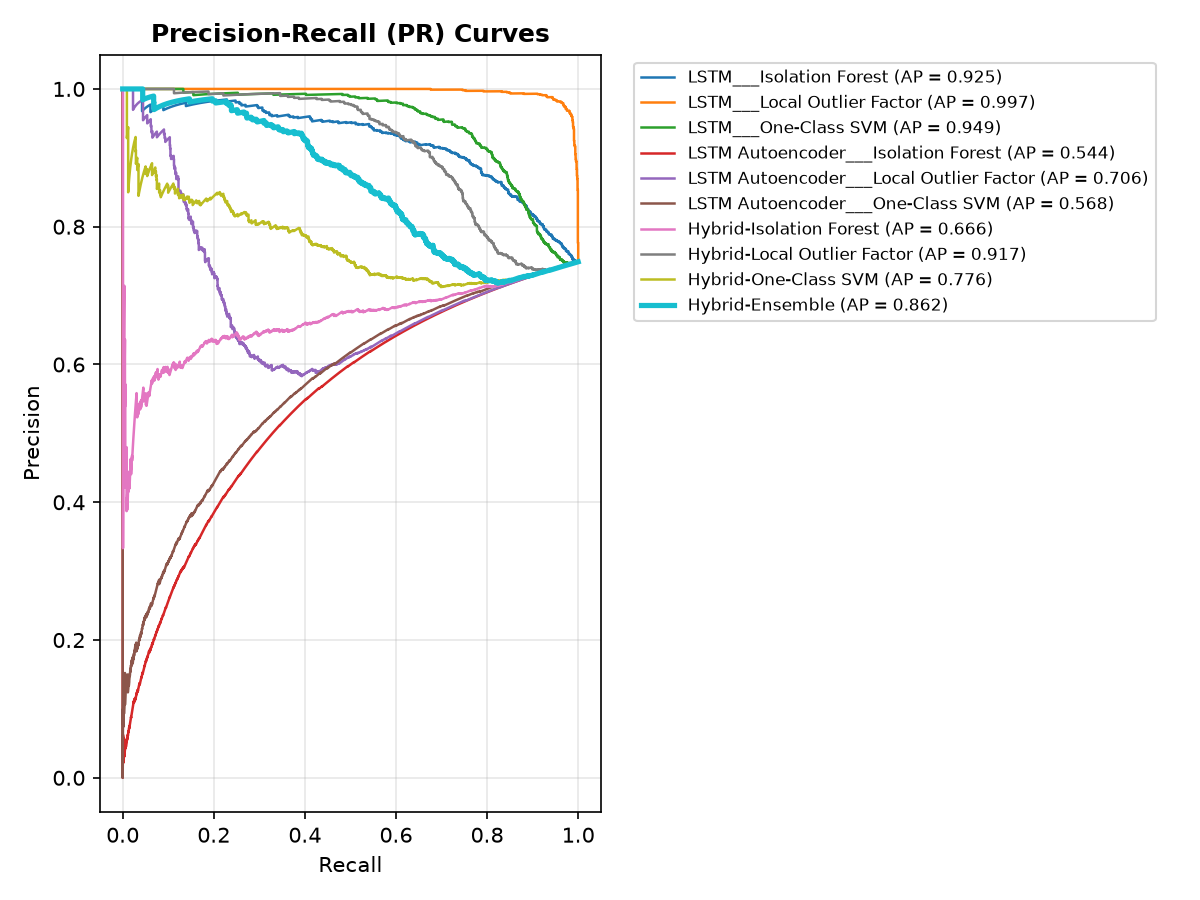 Precision-Recall (PR) Curves
Precision
1.0
0.8
0.6
0.4
0.2
0.0
0.0 0.2 0.4 0.6 0.8 1.0
Recall
LSTM___Isolation Forest (AP = 0.925)
LSTM___Local Outlier Factor (AP = 0.997)
LSTM___One-Class SVM (AP = 0.949)
LSTM Autoencoder___Isolation Forest (AP = 0.544)
LSTM Autoencoder___Local Outlier Factor (AP = 0.706)
LSTM Autoencoder___One-Class SVM (AP = 0.568)
Hybrid-Isolation Forest (AP = 0.666)
Hybrid-Local Outlier Factor (AP = 0.917)
Hybrid-One-Class SVM (AP = 0.776)
Hybrid-Ensemble (AP = 0.862)